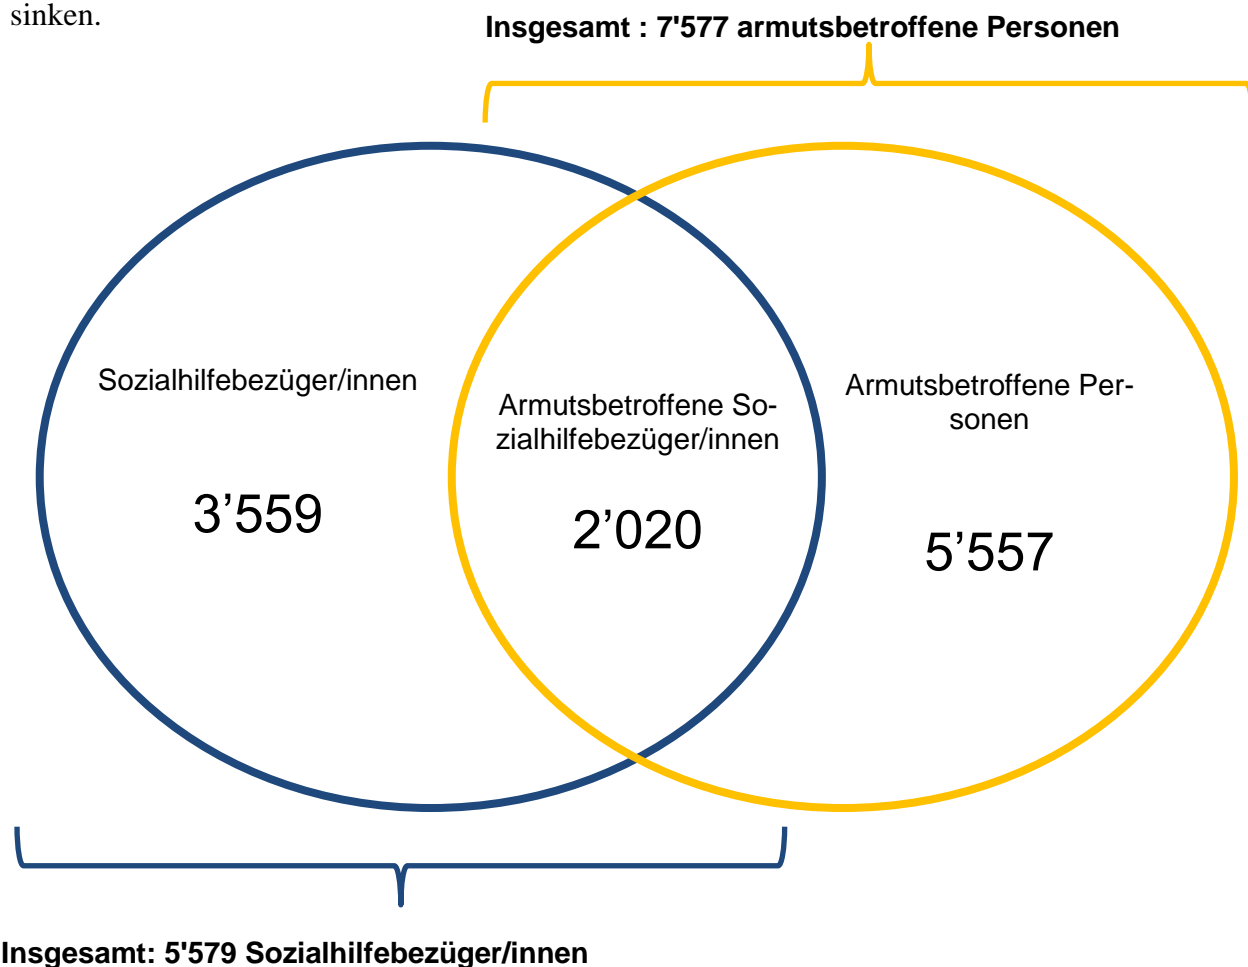 sinken.
Insgesamt : 7'577 armutsbetroffene Personen
Sozialhilfebezüger/innen
3’559
Armutsbetroffene So-
zialhilfebezüger/innen
2’020
Armutsbetroffene Per-
sonen
5’557
Insgesamt: 5'579 Sozialhilfebezüger/innen